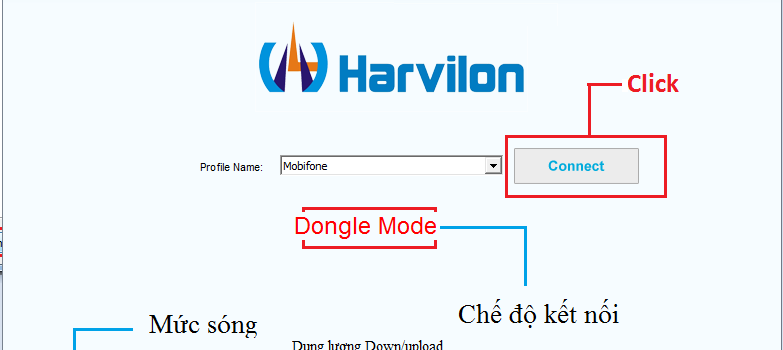 Harvilon
Click
Profile Name: Mobifone Connect
Dongle Mode
Chế độ kết nối
Mức sóng
Dung lượng Down/upload